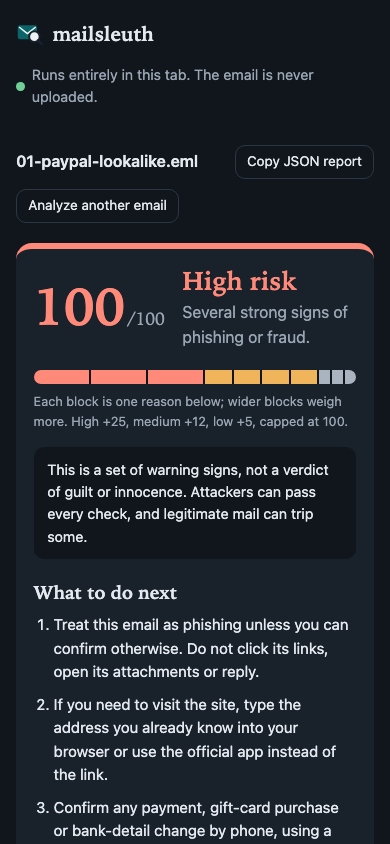 mailsleuth
Runs entirely in this tab. The email is never
uploaded.
01-paypal-lookalike.eml
Copy JSON report
Analyze another email
100/100
High risk
Several strong signs of
phishing or fraud.
Each block is one reason below; wider blocks weigh
more. High +25, medium +12, low +5, capped at 100.
This is a set of warning signs, not a verdict
of guilt or innocence. Attackers can pass
every check, and legitimate mail can trip
some.
What to do next
1. Treat this email as phishing unless you can
confirm otherwise. Do not click its links,
open its attachments or reply.
2. If you need to visit the site, type the
address you already know into your
browser or use the official app instead of
the link.
3. Confirm any payment, gift-card purchase
or bank-detail change by phone, using a